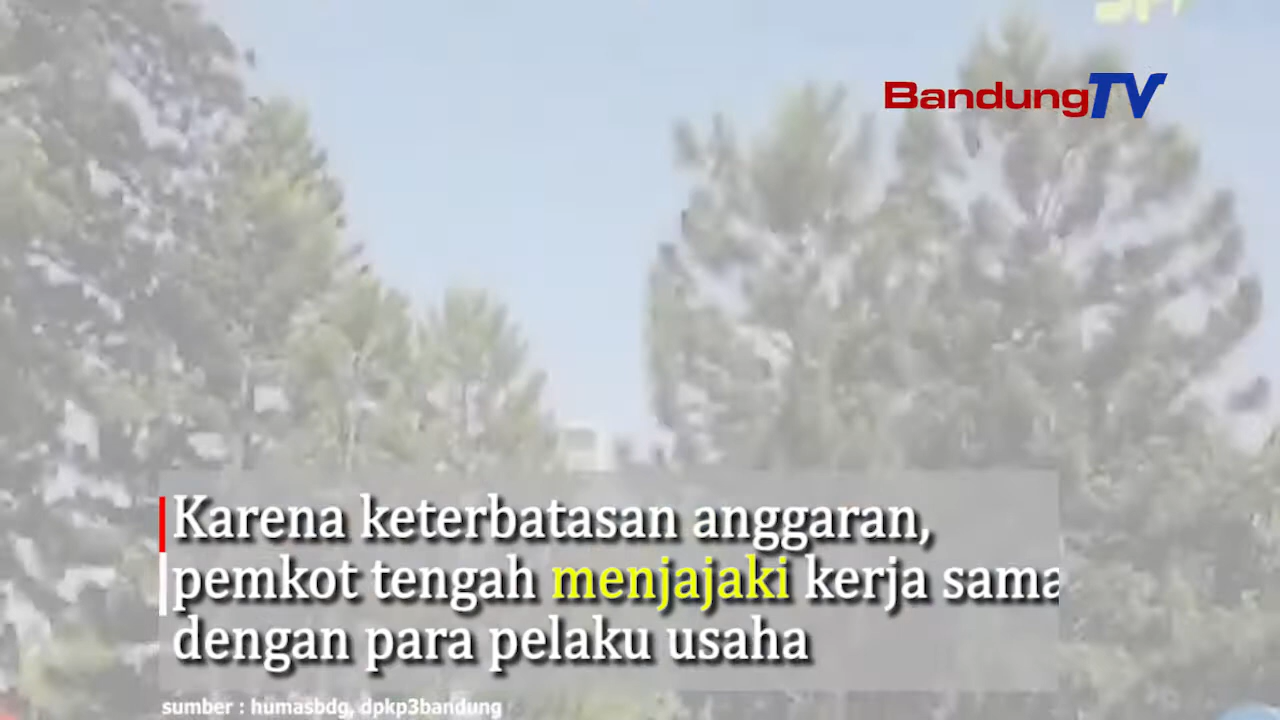 BandungTV
Karena keterbatasan anggaran,
pemkot tengah menjajaki kerja sama
dengan para pelaku usaha
sumber : humasbdg, dpkp3bandung